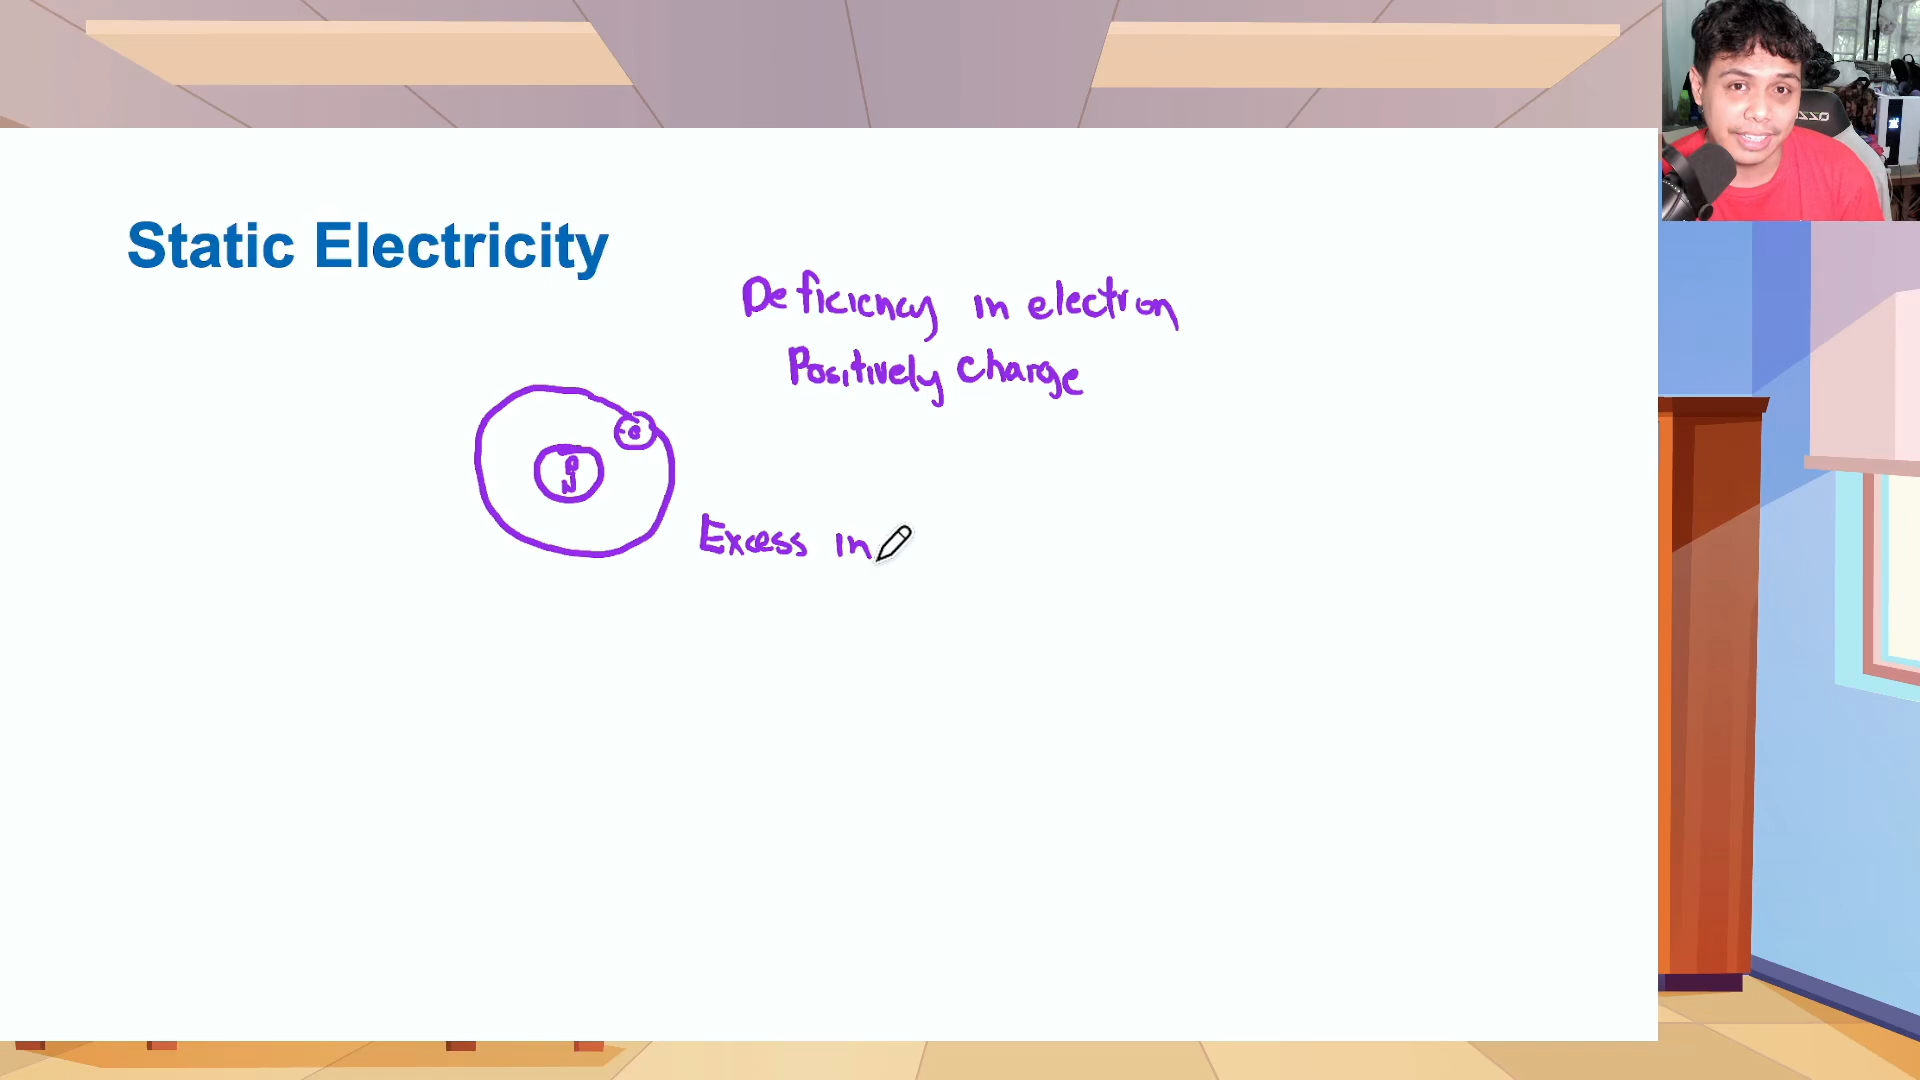 Static Electricity
Deficiency in electron
Positively Charge
- e
P
N
Excess in